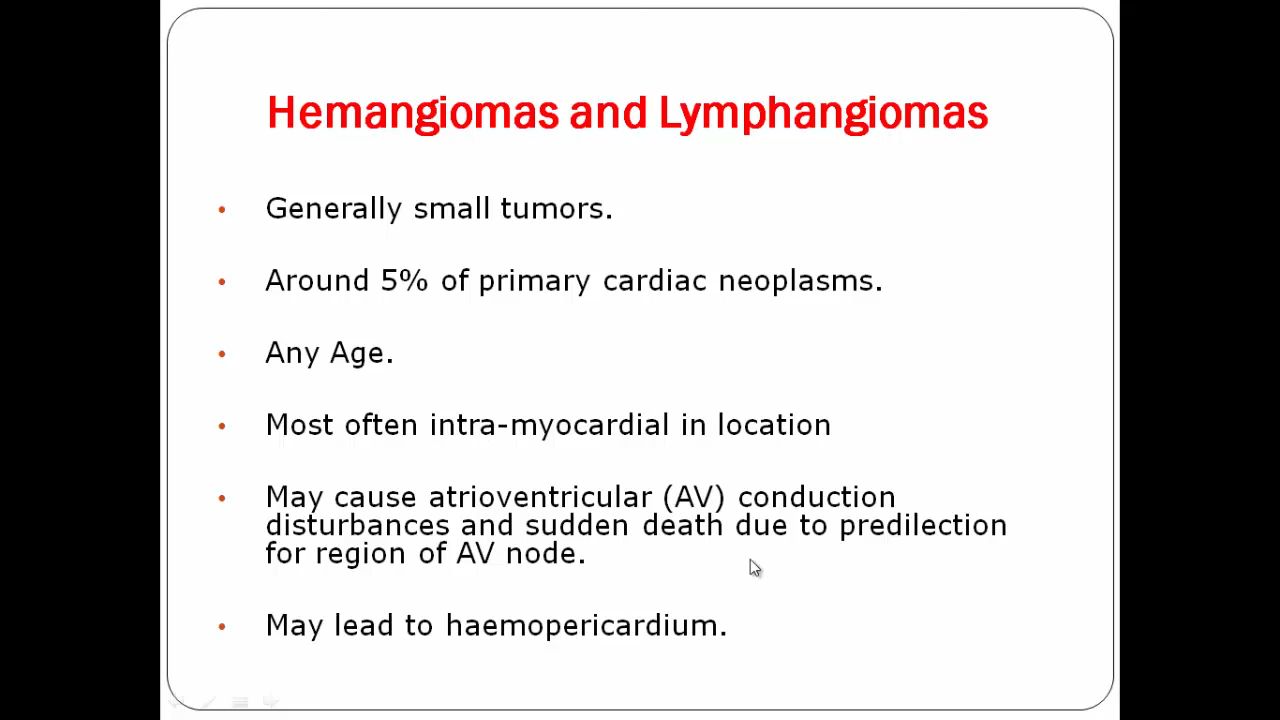 Hemangiomas and Lymphangiomas
• Generally small tumors.
• Around 5% of primary cardiac neoplasms.
• Any Age.
• Most often intra-myocardial in location
• May cause atrioventricular (AV) conduction
disturbances and sudden death due to predilection
for region of AV node.
• May lead to haemopericardium.